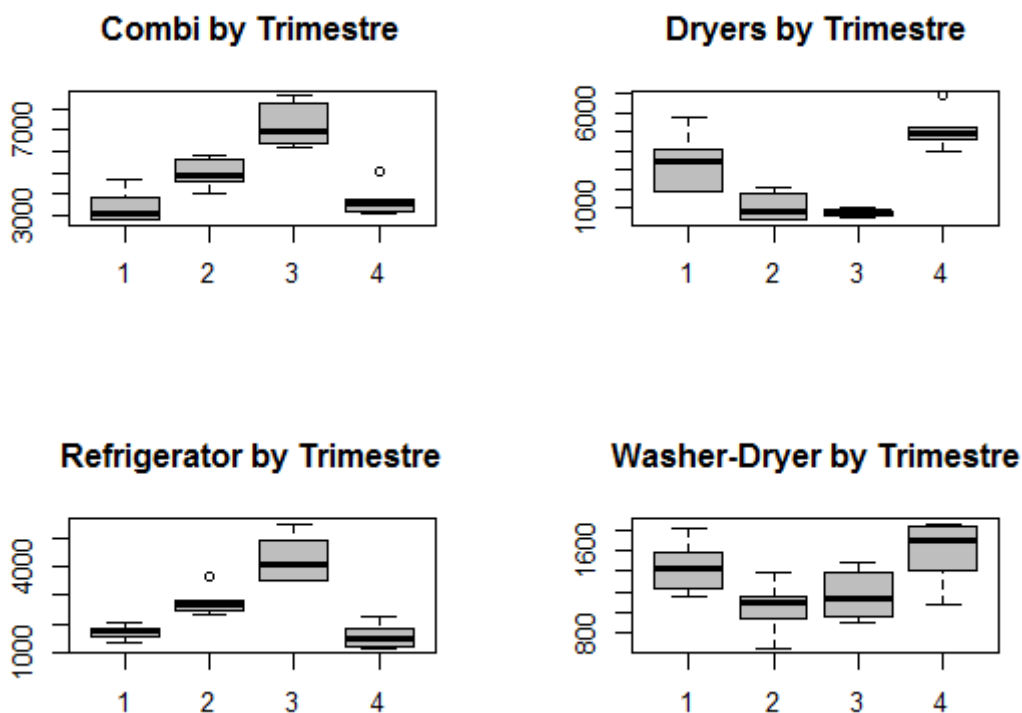 Combi by Trimestre
7000
3000
1 2 3 4
Dryers by Trimestre
6000
1000
1 2 3 4
Refrigerator by Trimestre
4000
1000
1 2 3 4
Washer-Dryer by Trimestre
1600
800
1 2 3 4